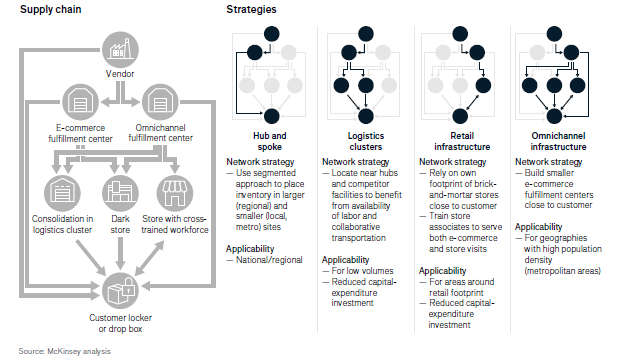 Supply chain
Vendor
E-commerce
fulfillment center
Omnichannel
fulfillment center
Consolidation in
logistics cluster
Dark
store
Store with cross-
trained workforce
Customer locker
or drop box
Strategies
Hub and
spoke
Network strategy
— Use segmented
approach to place
inventory in larger
(regional) and
smaller (local,
metro) sites
Applicability
— National/regional
Logistics
clusters
Network strategy
— Locate near hubs
and competitor
facilities to benefit
from availability
of labor and
collaborative
transportation
Applicability
— For low volumes
— Reduced capital-
expenditure
investment
Retail
infrastructure
Network strategy
— Rely on own
footprint of brick-
and-mortar stores
close to customer
— Train store
associates to serve
both e-commerce
and store visits
Applicability
— For areas around
retail footprint
— Reduced capital-
expenditure
investment
Omnichannel
infrastructure
Network strategy
— Build smaller
e-commerce
fulfillment centers
close to customer
Applicability
— For geographies
with high population
density
(metropolitan areas)
Source: McKinsey analysis